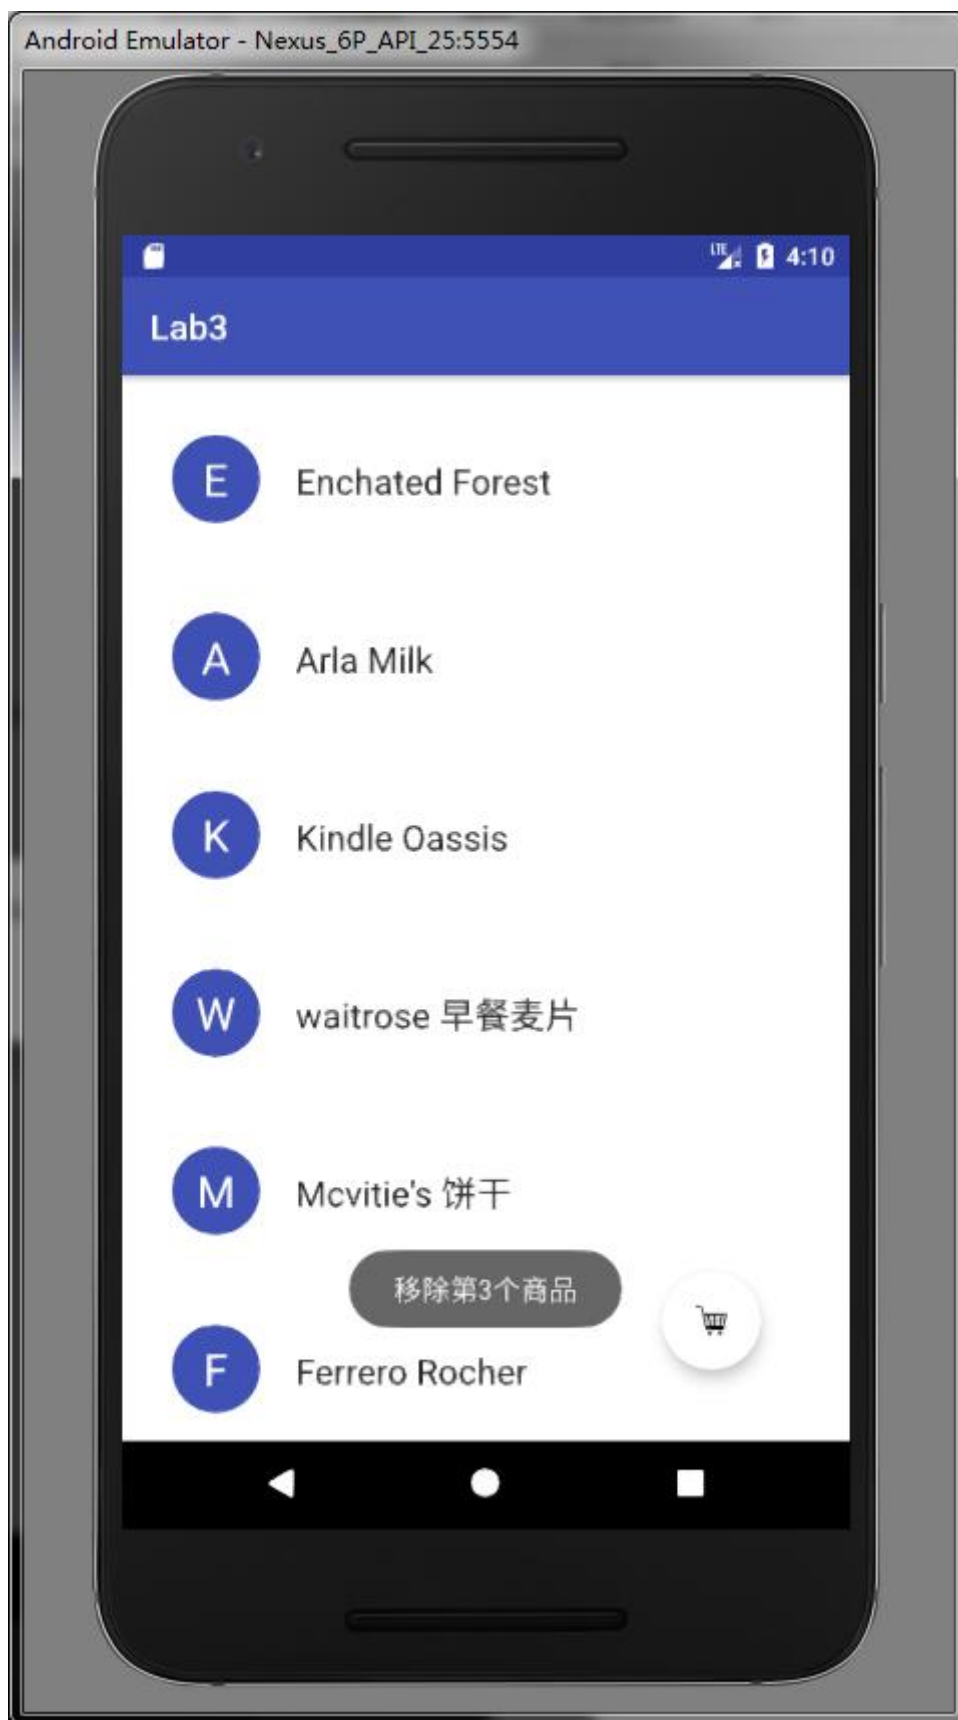 Android Emulator - Nexus_6P_API_25:5554
LTE 4:10
Lab3
E Enchated Forest
A Arla Milk
K Kindle Oassis
W waitrose 早餐麦片
M Mcvitie's 饼干
移除第3个商品
F Ferrero Rocher